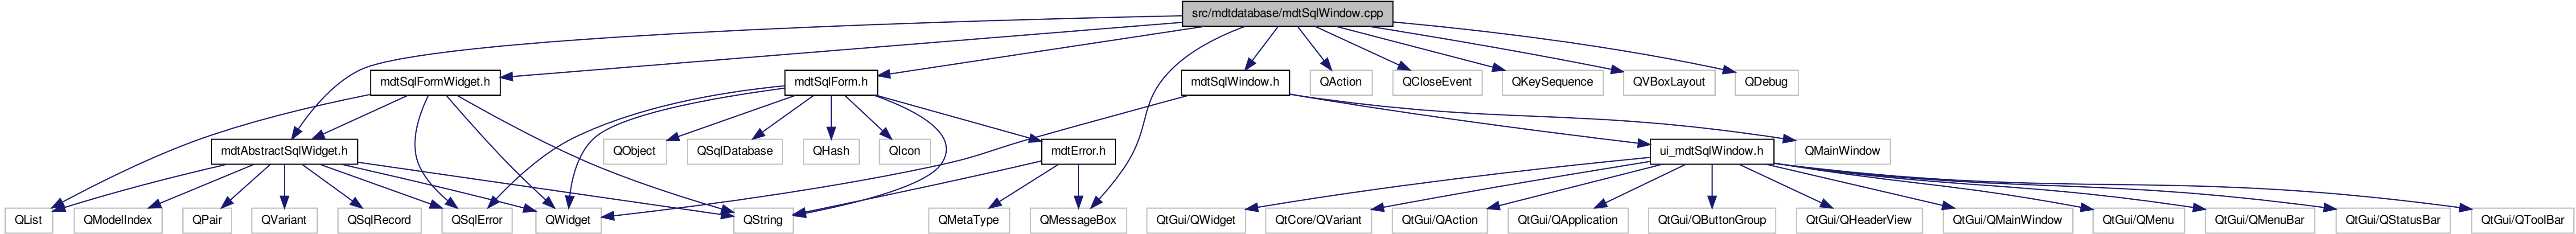 src/mdtdatabase/mdtSqlWindow.cpp
mdtSqlFormWidget.h
mdtSqlForm.h
mdtSqlWindow.h
QAction
QCloseEvent
QKeySequence
QVBoxLayout
QDebug
mdtAbstractSqlWidget.h
QObject
QSqlDatabase
QHash
QIcon
mdtError.h
ui_mdtSqlWindow.h
QMainWindow
QList
QModelIndex
QPair
QVariant
QSqlRecord
QSqlError
QWidget
QString
QMetaType
QMessageBox
QtGui/QWidget
QtCore/QVariant
QtGui/QAction
QtGui/QApplication
QtGui/QButtonGroup
QtGui/QHeaderView
QtGui/QMainWindow
QtGui/QMenu
QtGui/QMenuBar
QtGui/QStatusBar
QtGui/QToolBar